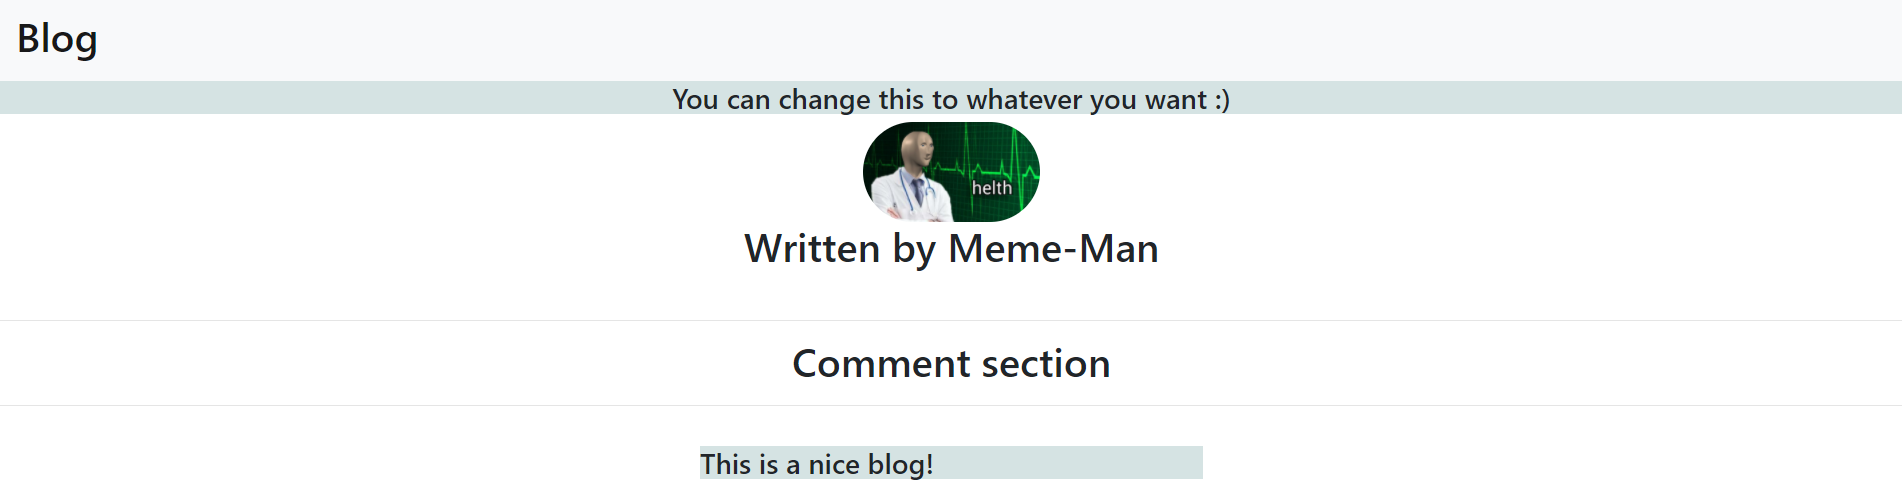 Blog
You can change this to whatever you want :)
helth
Written by Meme-Man
Comment section
This is a nice blog!